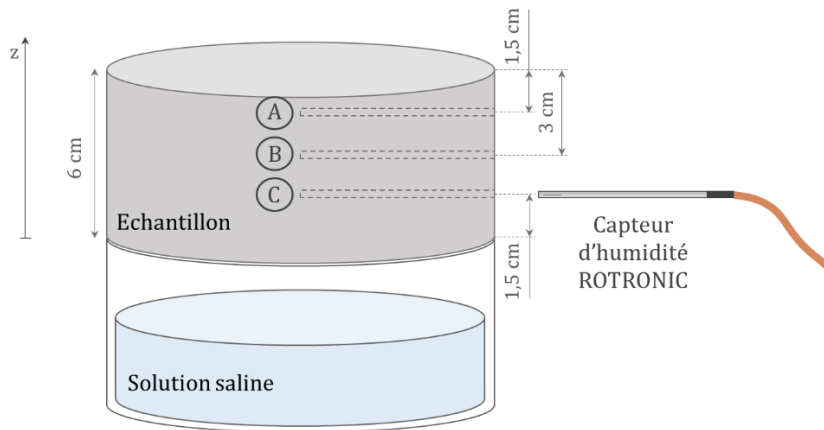 z
6 cm
A
B
C
Echantillon
1,5 cm
3 cm
1,5 cm
Capteur
d'humidité
ROTRONIC
Solution saline